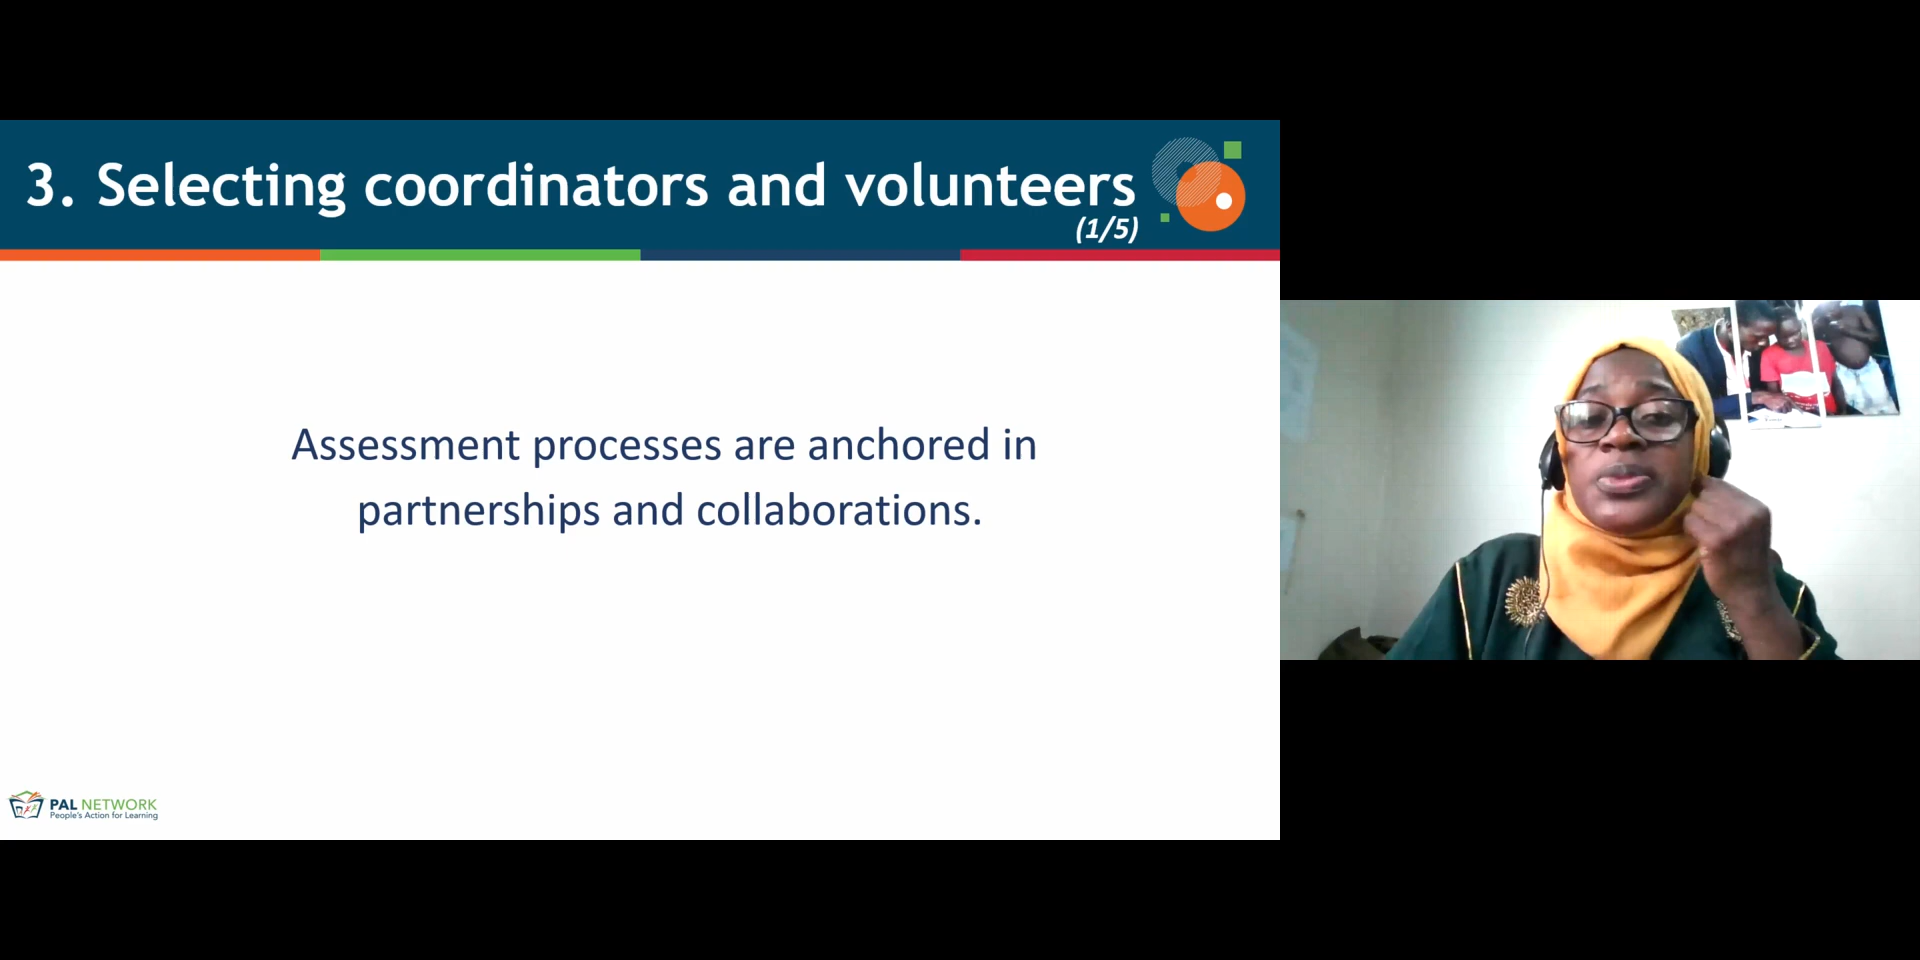 3. Selecting coordinators and volunteers
(1/5)
Assessment processes are anchored in
partnerships and collaborations.
PAL NETWORK
People's Action for Learning